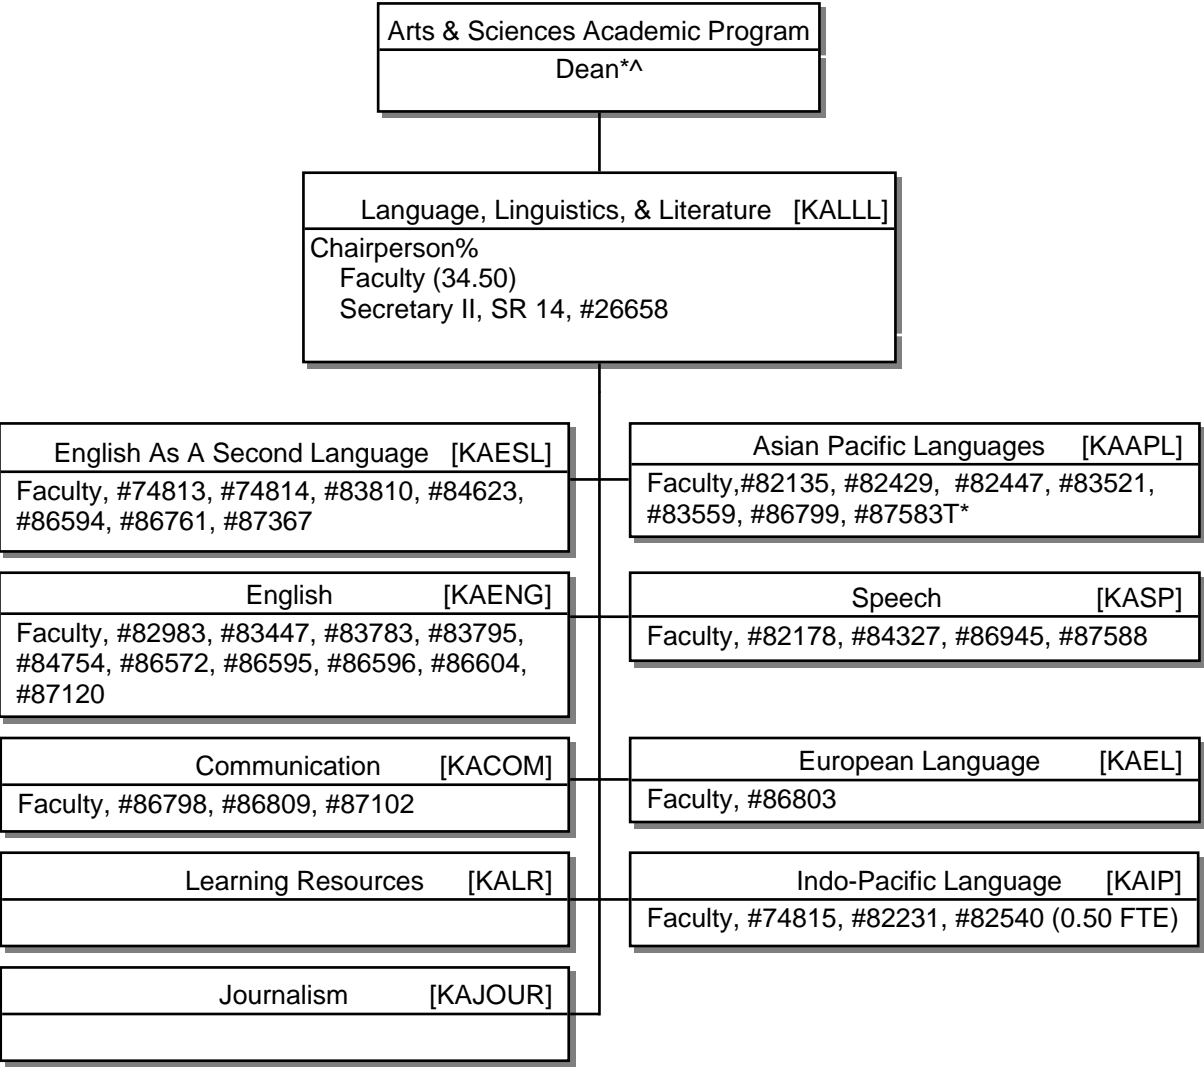 Arts & Sciences Academic Program
Dean*^
Language, Linguistics, & Literature [KALLL]
Chairperson%
Faculty (34.50)
Secretary II, SR 14, #26658
English As A Second Language [KAESL]
Faculty, #74813, #74814, #83810, #84623,
#86594, #86761, #87367
Asian Pacific Languages [KAAPL]
Faculty,#82135, #82429, #82447, #83521,
#83559, #86799, #87583T*
English [KAENG]
Faculty, #82983, #83447, #83783, #83795,
#84754, #86572, #86595, #86596, #86604,
#87120
Speech [KASP]
Faculty, #82178, #84327, #86945, #87588
Communication [KACOM]
Faculty, #86798, #86809, #87102
European Language [KAEL]
Faculty, #86803
Learning Resources [KALR]
Indo-Pacific Language [KAIP]
Faculty, #74815, #82231, #82540 (0.50 FTE)
Journalism [KAJOUR]